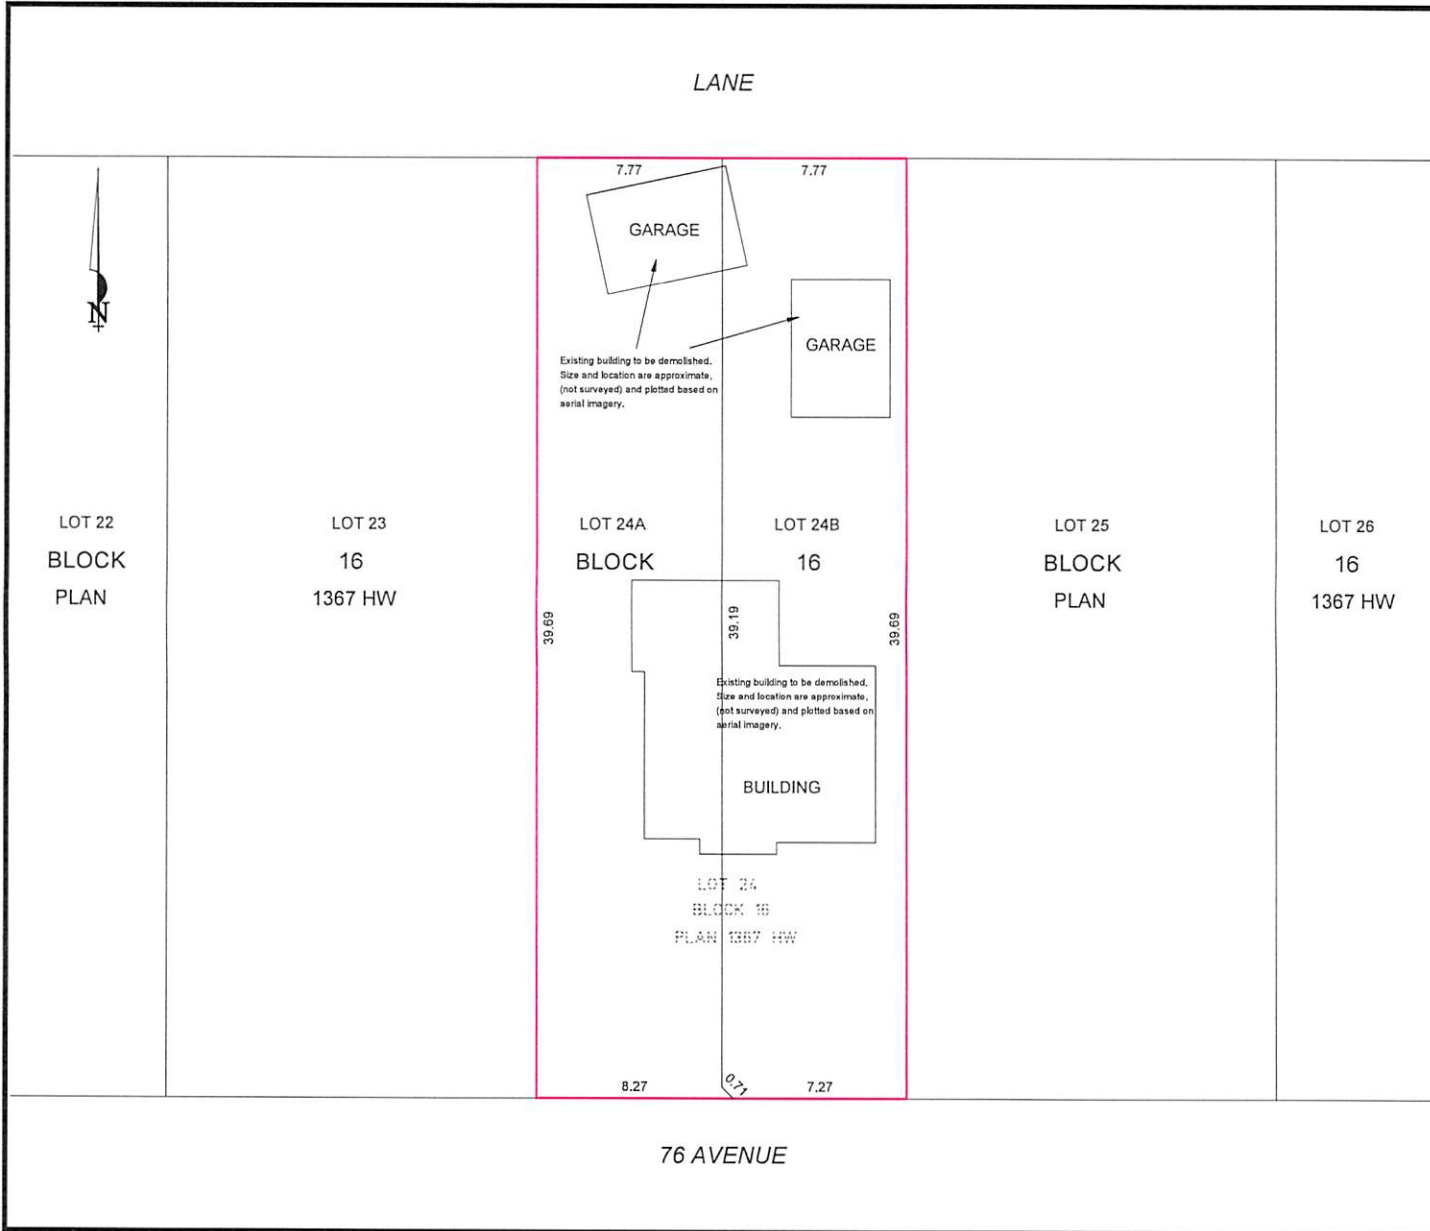 LANE
7.77
7.77
GARAGE
N
GARAGE
Existing building to be demolished.
Size and location are approximate,
(not surveyed) and plotted based on
aerial imagery.
LOT 22
BLOCK
PLAN
LOT 23
16
1367 HW
LOT 24A
BLOCK
LOT 24B
16
LOT 25
BLOCK
PLAN
LOT 26
16
1367 HW
39.69
39.19
39.69
Existing building to be demolished.
Size and location are approximate,
(not surveyed) and plotted based on
aerial imagery.
BUILDING
LOT 24
BLOCK 16
PLAN 1367 HW
8.27
0.71
7.27
76 AVENUE